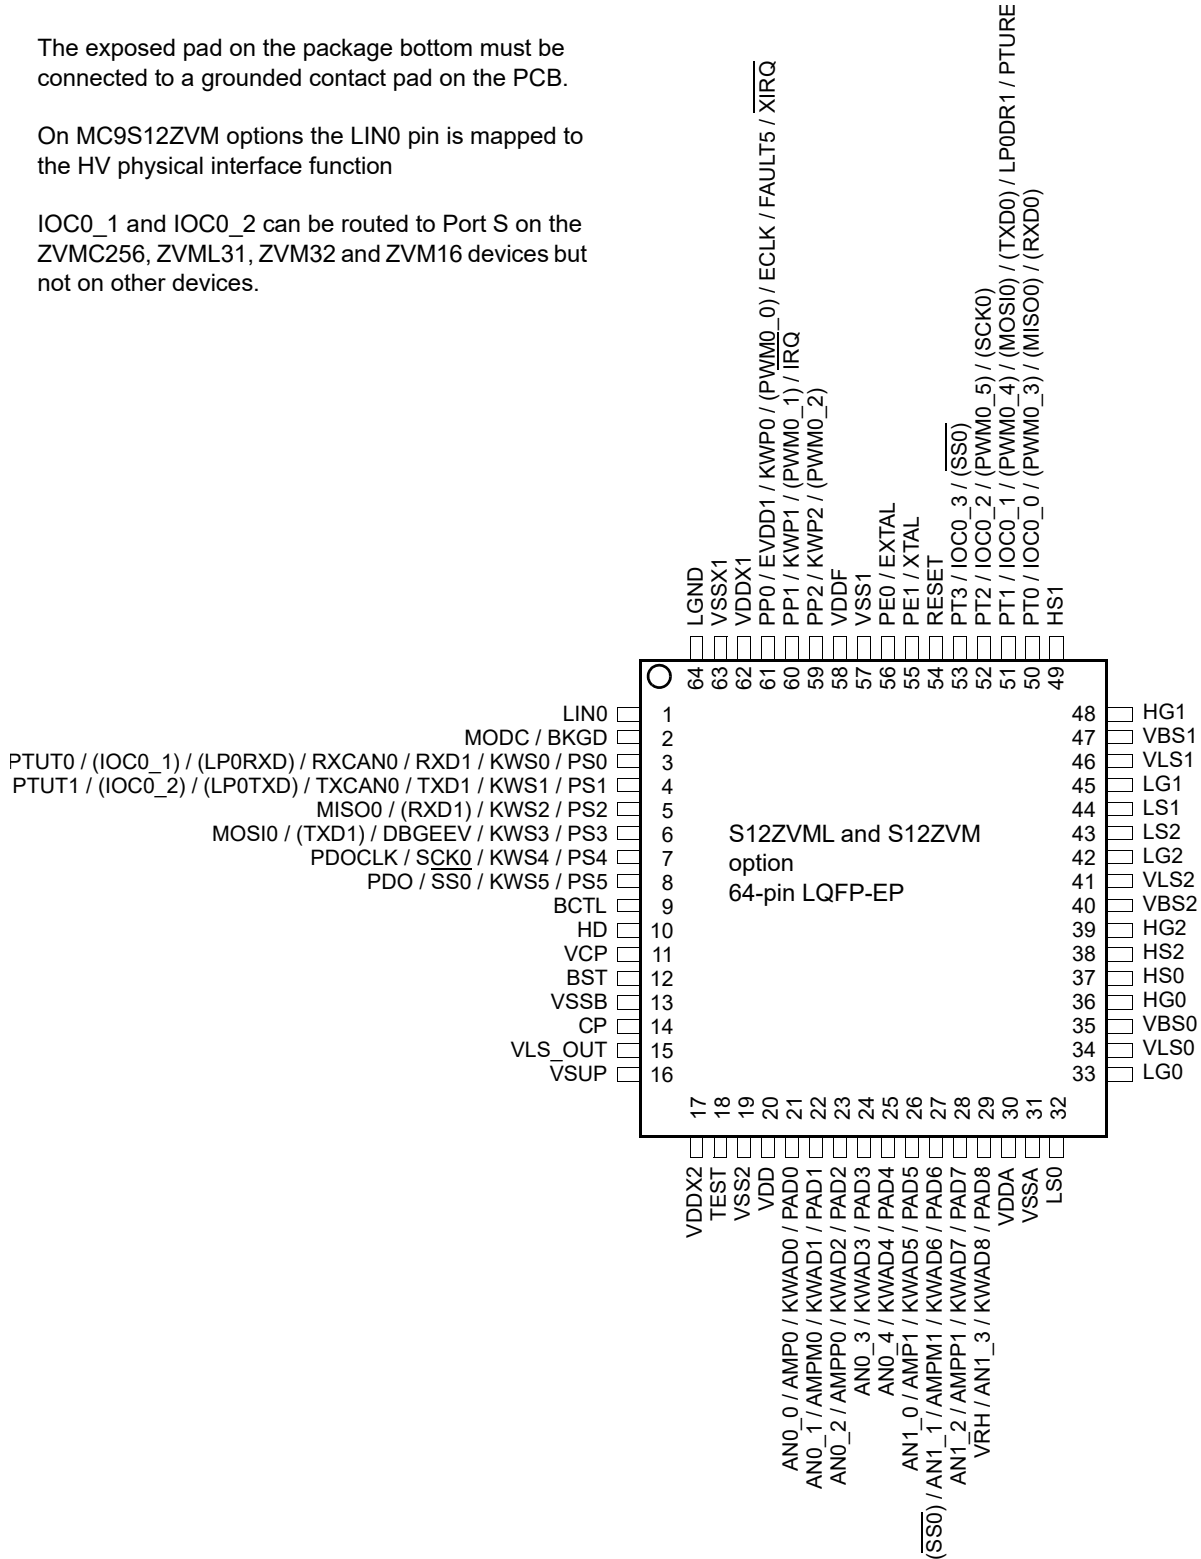 The exposed pad on the package bottom must be
connected to a grounded contact pad on the PCB.
On MC9S12ZVM options the LIN0 pin is mapped to
the HV physical interface function
IOC0_1 and IOC0_2 can be routed to Port S on the
ZVMC256, ZVML31, ZVM32 and ZVM16 devices but
not on other devices.
LGND
VSSX1
VDDX1
PP0 / EVDD1 / KWP0 / (PWM0_0) / ECLK / FAULT5 / XIRQ
PP1 / KWP1 / (PWM0_1) / IRQ
PP2 / KWP2 / (PWM0_2)
VDDF
VSS1
PE0 / EXTAL
PE1 / XTAL
RESET
PT3 / IOC0_3 / (SS0)
PT2 / IOC0_2 / (PWM0_5) / (SCK0)
PT1 / IOC0_1 / (PWM0_4) / (MOSI0) / (TXD0) / LP0DR1 / PTURE
PT0 / IOC0_0 / (PWM0_3) / (MISO0) / (RXD0)
HS1
64
63
62
61
60
59
58
57
56
55
54
53
52
51
50
49
LIN0 1
MODC / BKGD 2
PTUT0 / (IOC0_1) / (LP0RXD) / RXCAN0 / RXD1 / KWS0 / PS0 3
PTUT1 / (IOC0_2) / (LP0TXD) / TXCAN0 / TXD1 / KWS1 / PS1 4
MISO0 / (RXD1) / KWS2 / PS2 5
MOSI0 / (TXD1) / DBGEEV / KWS3 / PS3 6
PDOCLK / SCK0 / KWS4 / PS4 7
PDO / SS0 / KWS5 / PS5 8
BCTL 9
HD 10
VCP 11
BST 12
VSSB 13
CP 14
VLS_OUT 15
VSUP 16
S12ZVML and S12ZVM
option
64-pin LQFP-EP
48 HG1
47 VBS1
46 VLS1
45 LG1
44 LS1
43 LS2
42 LG2
41 VLS2
40 VBS2
39 HG2
38 HS2
37 HS0
36 HG0
35 VBS0
34 VLS0
33 LG0
17
18
19
20
21
22
23
24
25
26
27
28
29
30
31
32
VDDX2
TEST
VSS2
VDD
AN0_0 / AMP0 / KWAD0 / PAD0
AN0_1 / AMPM0 / KWAD1 / PAD1
AN0_2 / AMPP0 / KWAD2 / PAD2
AN0_3 / KWAD3 / PAD3
AN0_4 / KWAD4 / PAD4
AN1_0 / AMP1 / KWAD5 / PAD5
(SS0) / AN1_1 / AMPM1 / KWAD6 / PAD6
AN1_2 / AMPP1 / KWAD7 / PAD7
VRH / AN1_3 / KWAD8 / PAD8
VDDA
VSSA
LS0